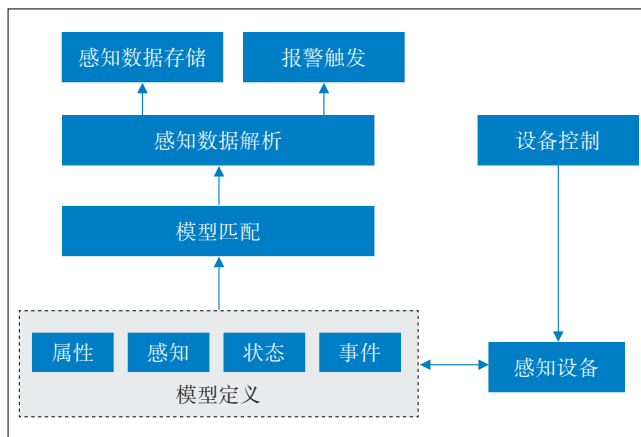 感知数据存储
报警触发
感知数据解析
设备控制
模型匹配
属性
感知
状态
事件
感知设备
模型定义